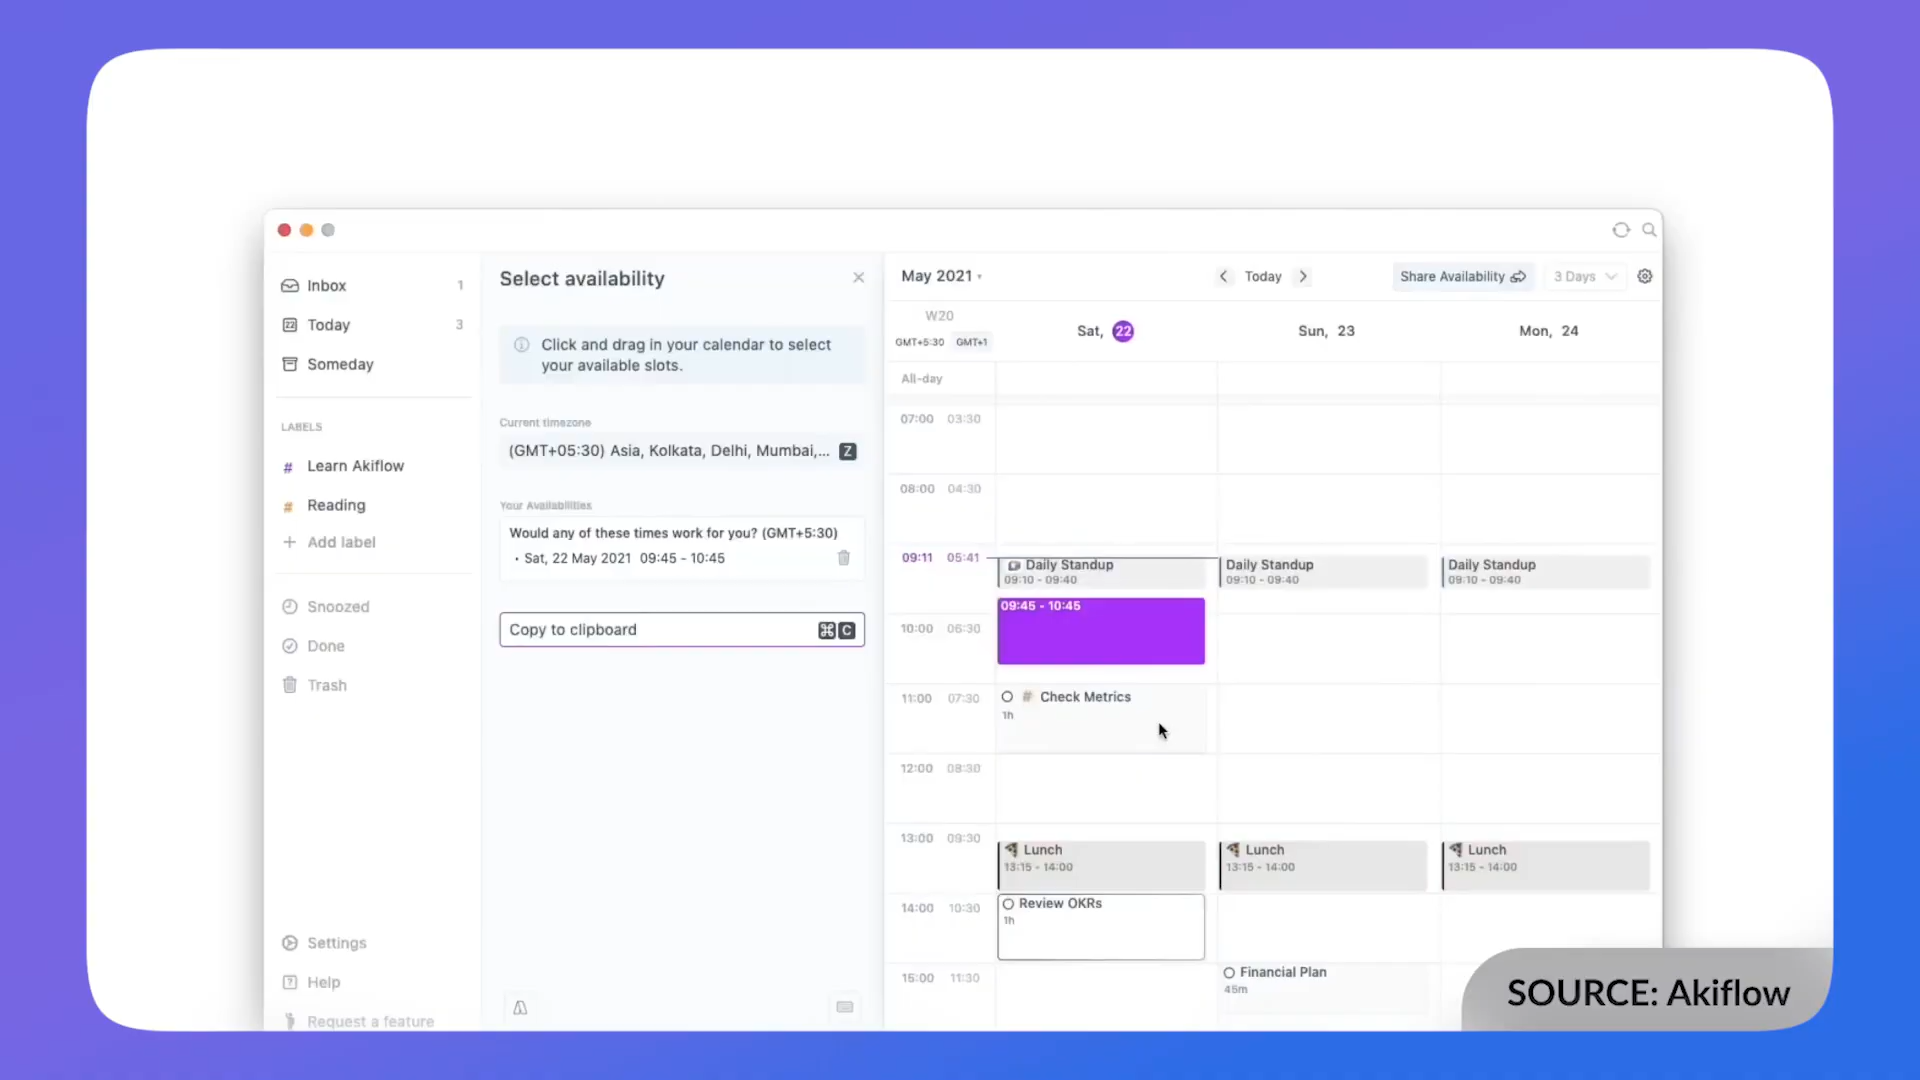 Inbox 1
Today 3
Someday
LABELS
# Learn Akiflow
# Reading
+ Add label
Snoozed
Done
Trash
Settings
Help
Request a feature
Select availability
Click and drag in your calendar to select
your available slots.
Current timezone
(GMT+05:30) Asia, Kolkata, Delhi, Mumbai,... Z
Your Availabilities
Would any of these times work for you? (GMT+5:30)
• Sat, 22 May 2021 09:45 - 10:45
Copy to clipboard ⌘ C
May 2021
Today
Share Availability
3 Days
W20
GMT+5:30 GMT+1
Sat, 22
Sun, 23
Mon, 24
All-day
07:00 03:30
08:00 04:30
09:11 05:41
Daily Standup
09:10 - 09:40
Daily Standup
09:10 - 09:40
Daily Standup
09:10 - 09:40
09:45 - 10:45
10:00 06:30
11:00 07:30
# Check Metrics
1h
12:00 08:30
13:00 09:30
Lunch
13:15 - 14:00
Lunch
13:15 - 14:00
Lunch
13:15 - 14:00
14:00 10:30
Review OKRs
1h
15:00 11:30
Financial Plan
45m
SOURCE: Akiflow